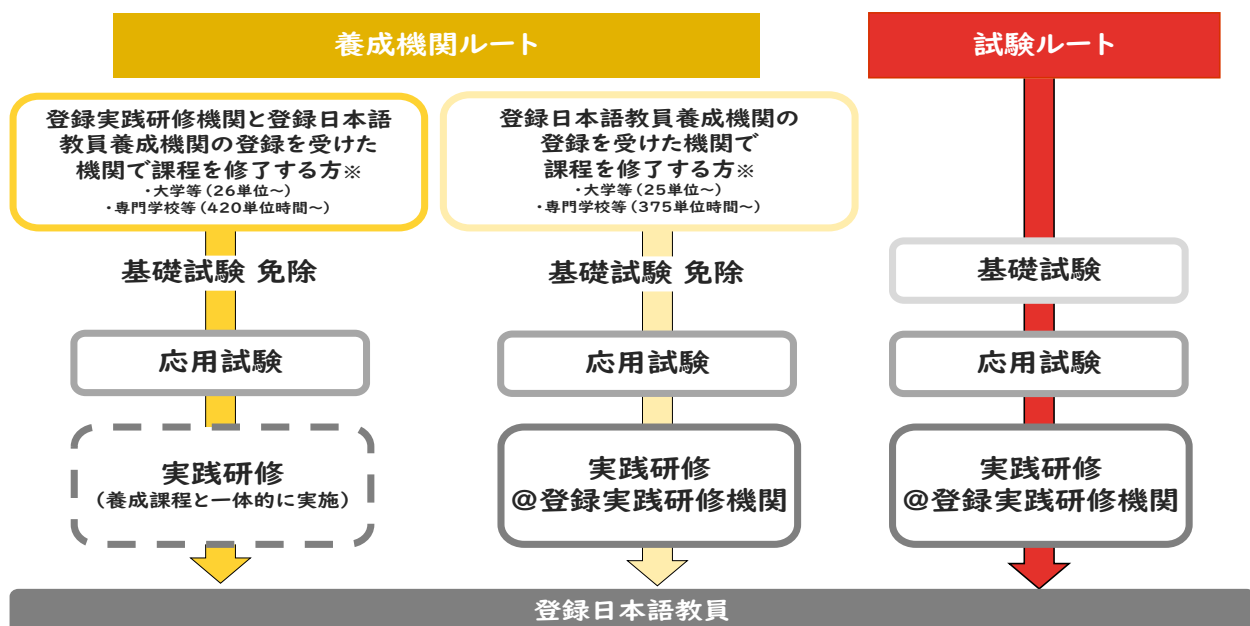 養成機関ルート
登録実践研修機関と登録日本語
教員養成機関の登録を受けた
機関で課程を修了する方※
・大学等（26単位～）
・専門学校等（420単位時間～）
基礎試験 免除
応用試験
実践研修
（養成課程と一体的に実施）
登録日本語教員養成機関の
登録を受けた機関で
課程を修了する方※
・大学等（25単位～）
・専門学校等（375単位時間～）
基礎試験 免除
応用試験
実践研修
@登録実践研修機関
試験ルート
基礎試験
応用試験
実践研修
@登録実践研修機関
登録日本語教員